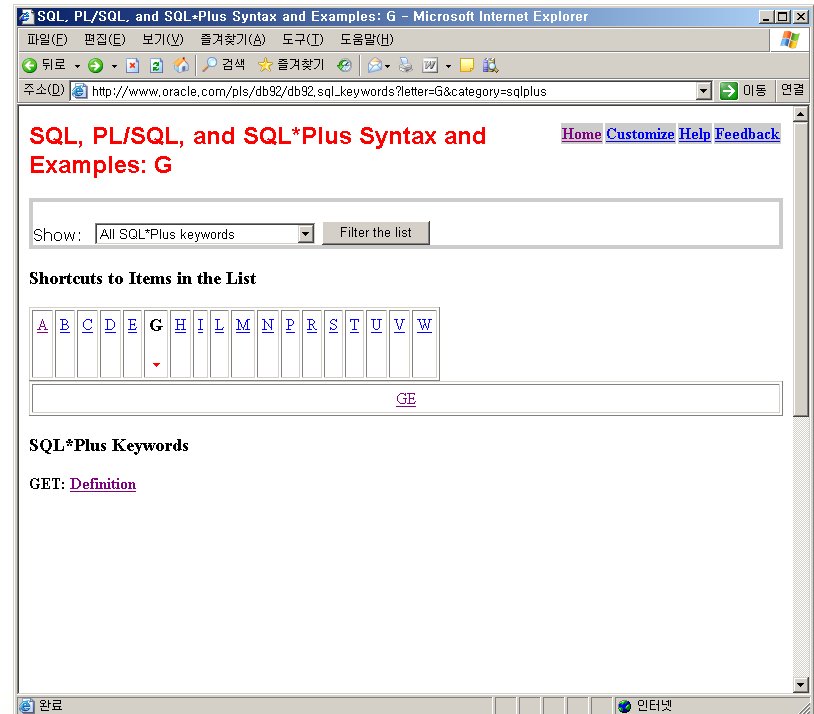 SQL, PL/SQL, and SQL*Plus Syntax and Examples: G - Microsoft Internet Explorer
파일(F) 편집(E) 보기(V) 즐겨찾기(A) 도구(T) 도움말(H)
뒤로 검색 즐겨찾기
주소(D) http://www.oracle.com/pls/db92/db92.sql_keywords?letter=G&category=sqlplus 이동 연결
SQL, PL/SQL, and SQL*Plus Syntax and
Examples: G
Home Customize Help Feedback
Show: All SQL*Plus keywords Filter the list
Shortcuts to Items in the List
A B C D E G H I L M N P R S T U V W
GE
SQL*Plus Keywords
GET: Definition
완료 인터넷